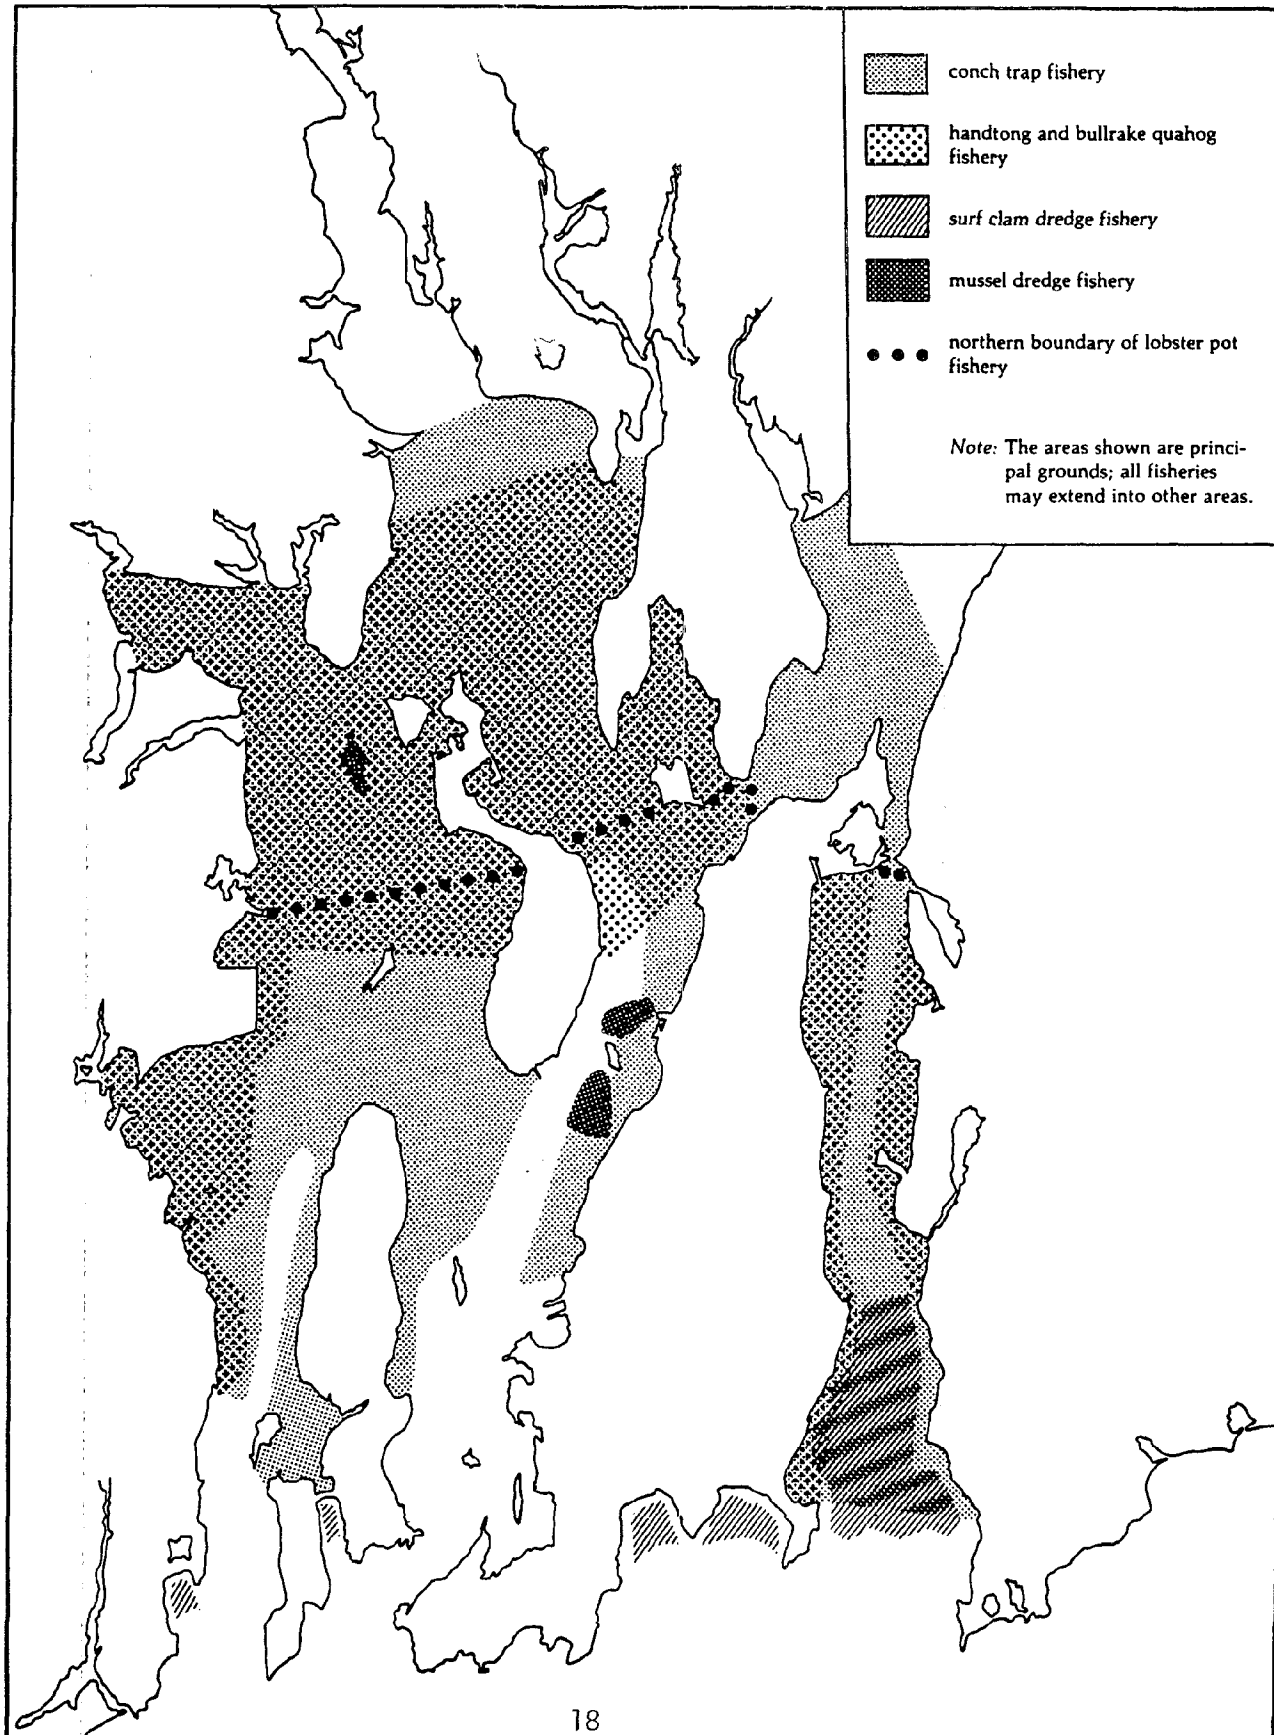 conch trap fishery
handtong and bullrake quahog
fishery
surf clam dredge fishery
mussel dredge fishery
northern boundary of lobster pot
fishery
Note: The areas shown are princi-
pal grounds; all fisheries
may extend into other areas.
18